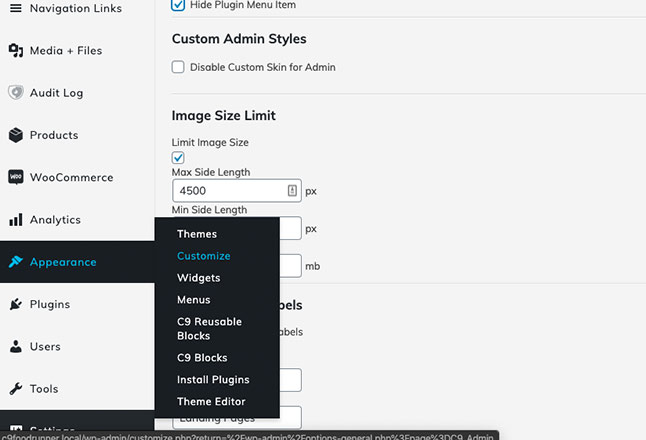 Navigation Links
Media + Files
Audit Log
Products
WOO
WooCommerce
Analytics
Appearance
Plugins
Users
Tools
Settings
Hide Plugin Menu Item
Custom Admin Styles
Disable Custom Skin for Admin
Image Size Limit
Limit Image Size
Max Side Length
4500
px
Min Side Length
px
mb
bels
abels
Landing Pages
Themes
Customize
Widgets
Menus
C9 Reusable
Blocks
C9 Blocks
Install Plugins
Theme Editor
c9foodrunner.local/wp-admin/customize.php?return=%2Fwp-admin%2Foptions-general.php%3Fpage%3DC9_Admin